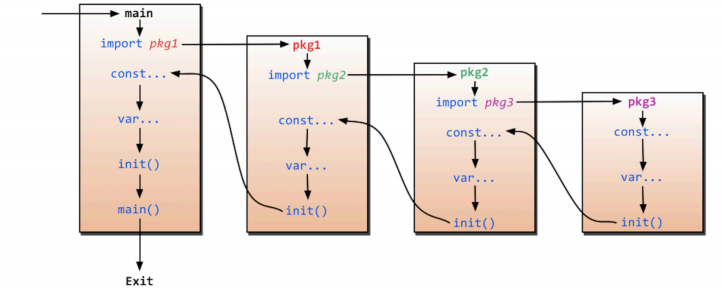 main
import pkg1
const...
var...
init()
main()
Exit
pkg1
import pkg2
const...
var...
init()
pkg2
import pkg3
const...
var...
init()
pkg3
const...
var...
init()